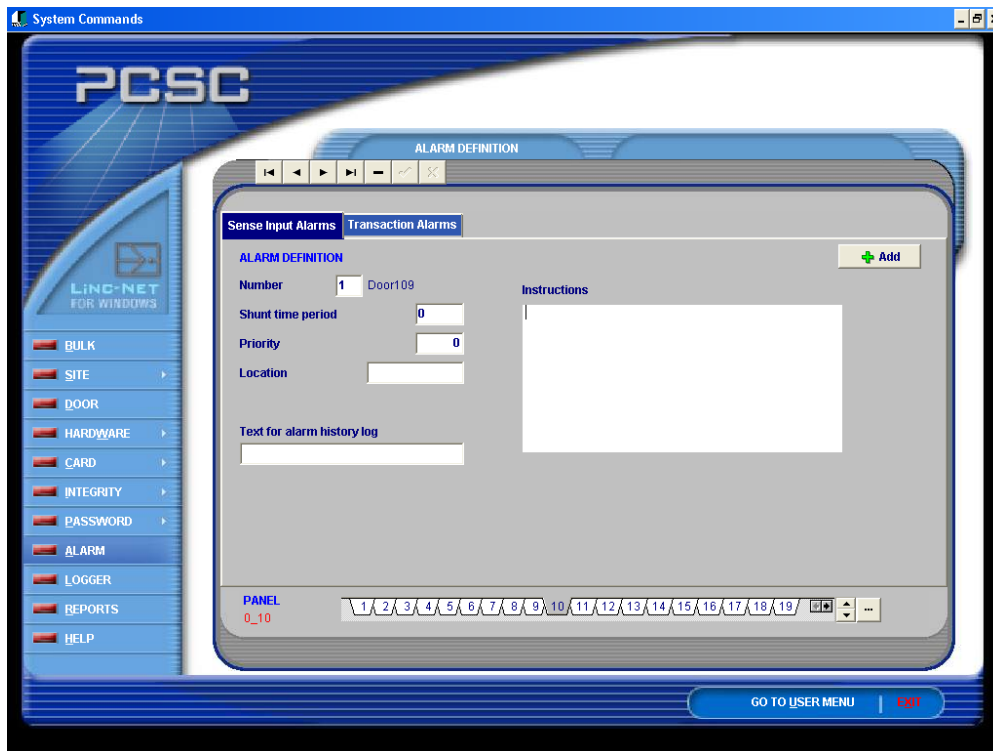 System Commands
PCSC
ALARM DEFINITION
Sense Input Alarms Transaction Alarms
ALARM DEFINITION
Add
Number 1 Door109
Instructions
Shunt time period 0
Priority 0
Location
Text for alarm history log
LiNC-NET
FOR WINDOWS
BULK
SITE
DOOR
HARDWARE
CARD
INTEGRITY
PASSWORD
ALARM
LOGGER
REPORTS
HELP
PANEL
0_10
1 2 3 4 5 6 7 8 9 10 11 12 13 14 15 16 17 18 19 ...
GO TO USER MENU | EXIT